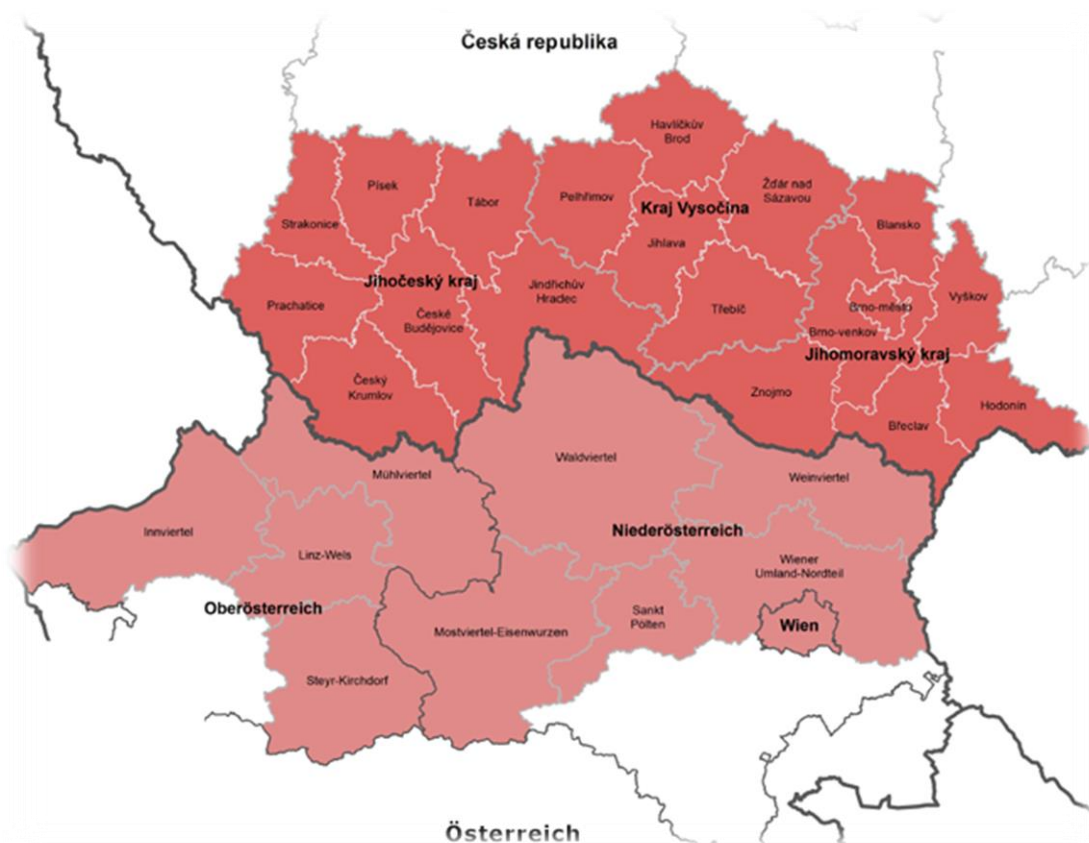 Česká republika
Havlíčkův
Brod
Písek
Tábor
Pelhřimov
Žďár nad
Sázavou
Kraj Vysočina
Strakonice
Blansko
Jihlava
Jihočeský kraj
Jindřichův
Hradec
Prachatice
Vyškov
České
Budějovice
Třebíč
Brno-město
Brno-venkov
Jihomoravský kraj
Český
Krumlov
Znojmo
Hodonín
Břeclav
Waldviertel
Mühlviertel
Weinviertel
Innviertel
Niederösterreich
Linz-Wels
Wiener
Umland-Nordteil
Oberösterreich
Sankt
Pölten
Wien
Mostviertel-Eisenwurzen
Steyr-Kirchdorf
Österreich